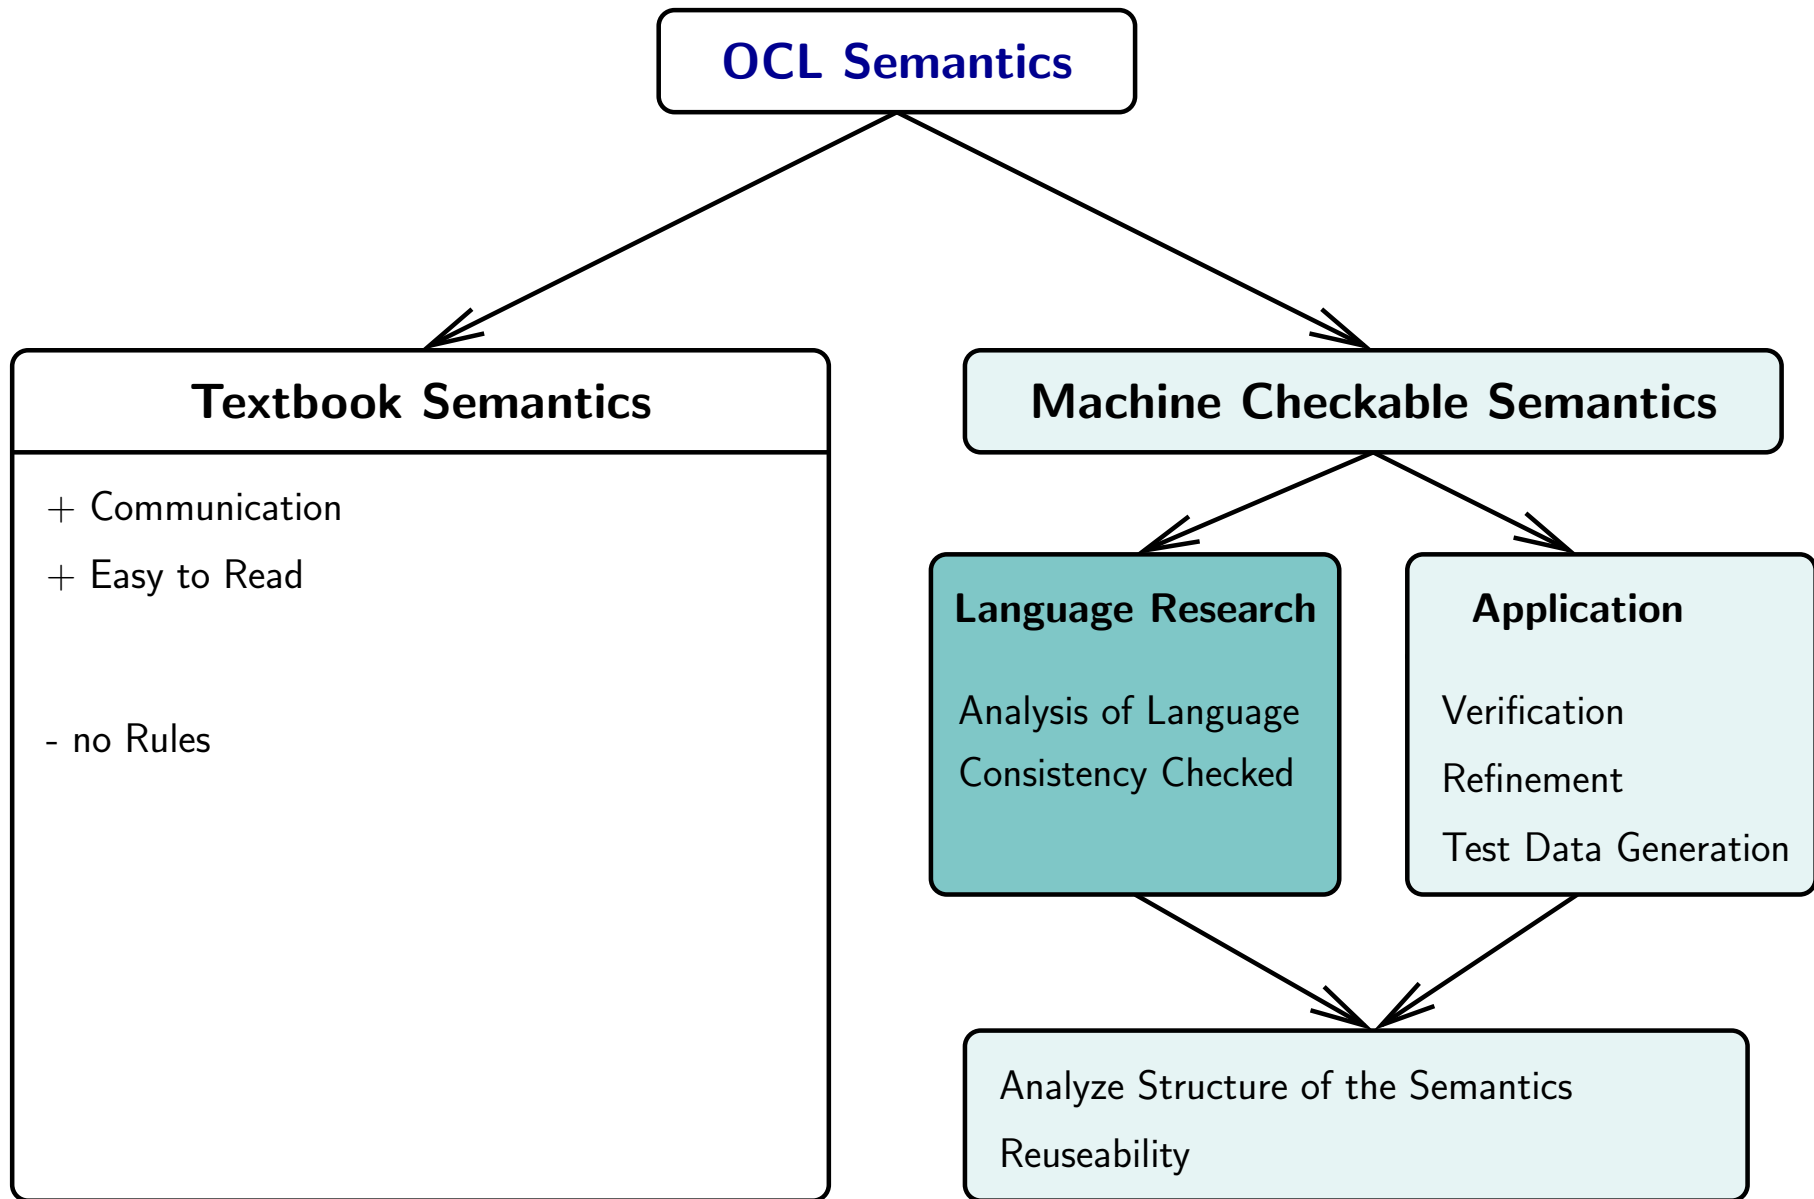 OCL Semantics
Textbook Semantics
+ Communication
+ Easy to Read
- no Rules
Machine Checkable Semantics
Language Research
Analysis of Language
Consistency Checked
Application
Verification
Refinement
Test Data Generation
Analyze Structure of the Semantics
Reuseability